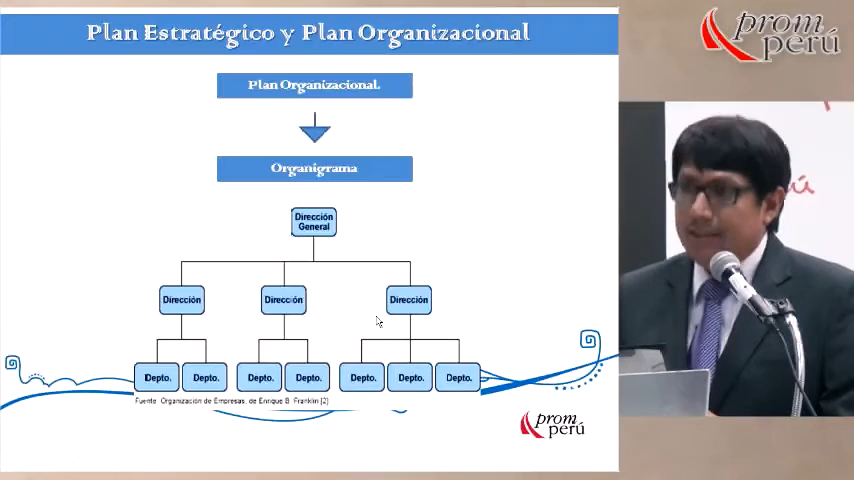 Plan Estratégico y Plan Organizacional
prom
perú
Plan Organizacional.
Organigrama
Dirección
General
Dirección
Dirección
Dirección
Depto.
Depto.
Depto.
Depto.
Depto.
Depto.
Depto.
Fuente Organización de Empresas, de Enrique B Franklin [2]
prom
perú
ú